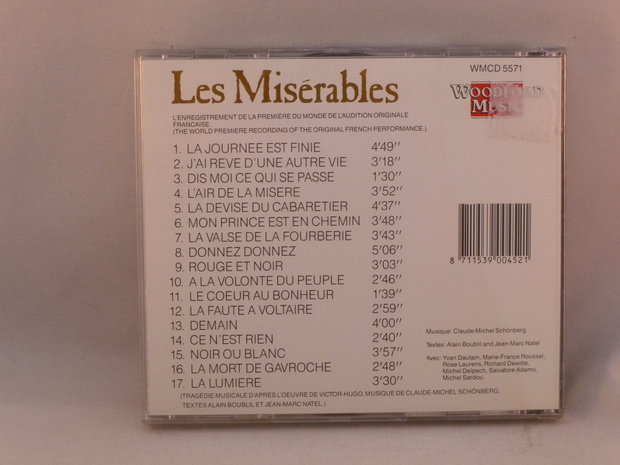 WMCD 5571
Les Misérables
WOODFORD
MUSIC
L'ENREGISTREMENT DE LA PREMIÈRE DU MONDE DE L'AUDITION ORIGINALE
FRANCAISE.
(THE WORLD PREMIERE RECORDING OF THE ORIGINAL FRENCH PERFORMANCE.)
1. LA JOURNEE EST FINIE 4'49''
2. J'AI REVE D'UNE AUTRE VIE 3'18''
3. DIS MOI CE QUI SE PASSE 1'30''
4. L'AIR DE LA MISERE 3'52''
5. LA DEVISE DU CABARETIER 4'37''
6. MON PRINCE EST EN CHEMIN 3'48''
7. LA VALSE DE LA FOURBERIE 3'43''
8. DONNEZ DONNEZ 5'06''
9. ROUGE ET NOIR 3'03''
10. A LA VOLONTE DU PEUPLE 2'46''
11. LE COEUR AU BONHEUR 1'39''
12. LA FAUTE A VOLTAIRE 2'59''
13. DEMAIN 4'00''
14. CE N'EST RIEN 2'40''
15. NOIR OU BLANC 3'57''
16. LA MORT DE GAVROCHE 2'48''
17. LA LUMIERE 3'30''
8 711539 004521
Musique: Claude-Michel Schönberg
Textes: Alain Boublil and Jean-Marc Natel
Avec: Yvan Dautain, Marie-France Roussel,
Rose Laurens, Richard Dewitte,
Michel Delpech, Salvatore Adamo,
Michel Sardou.
(TRAGÉDIE MUSICALE D'APRÈS L'OEUVRE DE VICTOR-HUGO. MUSIQUE DE CLAUDE-MICHEL SCHÖNBERG.
TEXTES ALAIN BOUBLIL ET JEAN-MARC NATEL.)